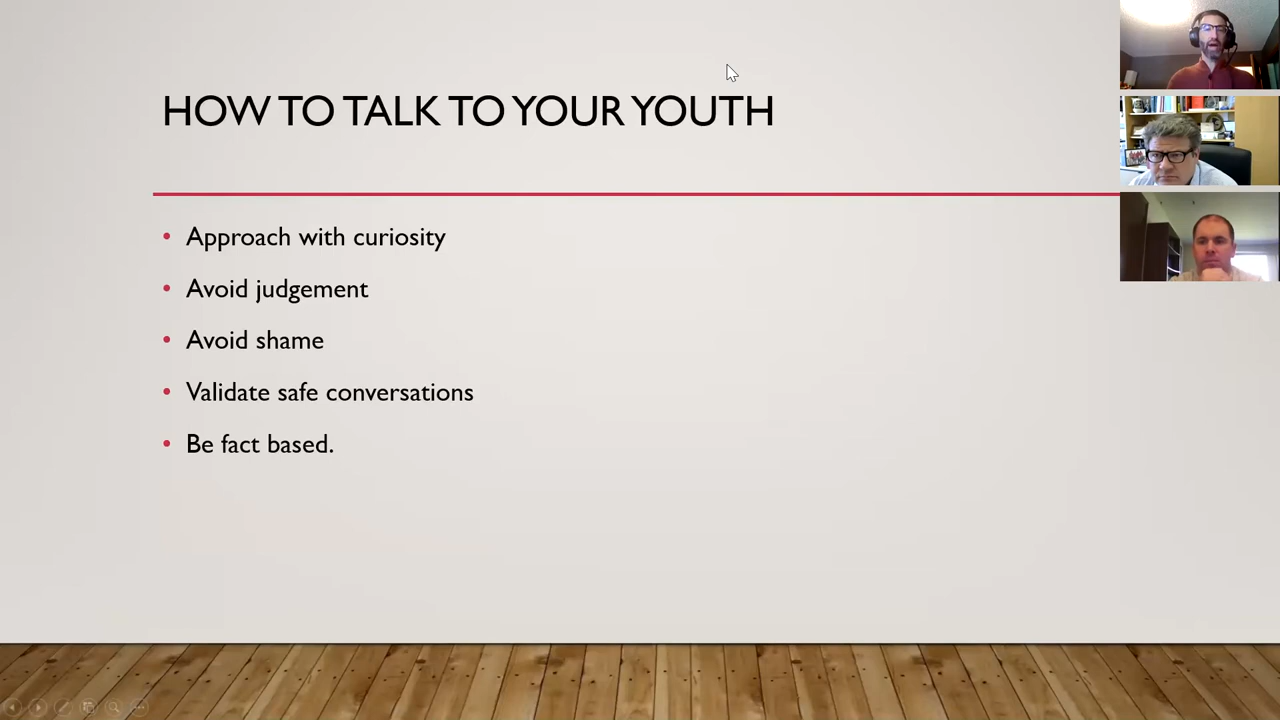 HOW TO TALK TO YOUR YOUTH
Approach with curiosity
Avoid judgement
Avoid shame
Validate safe conversations
Be fact based.